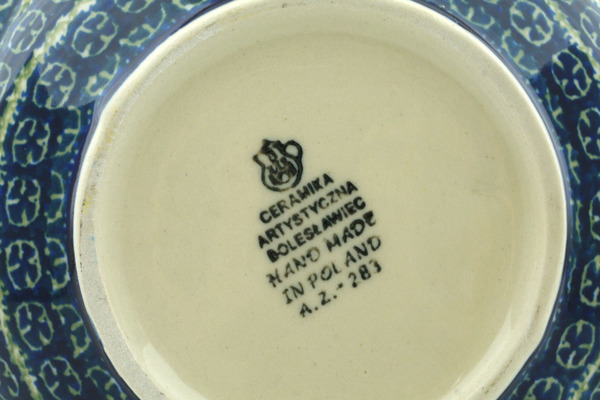 CERAMIKA
ARTYSTYCZNA
BOLESŁAWIEC
HAND MADE
IN POLAND
A.Z.-283